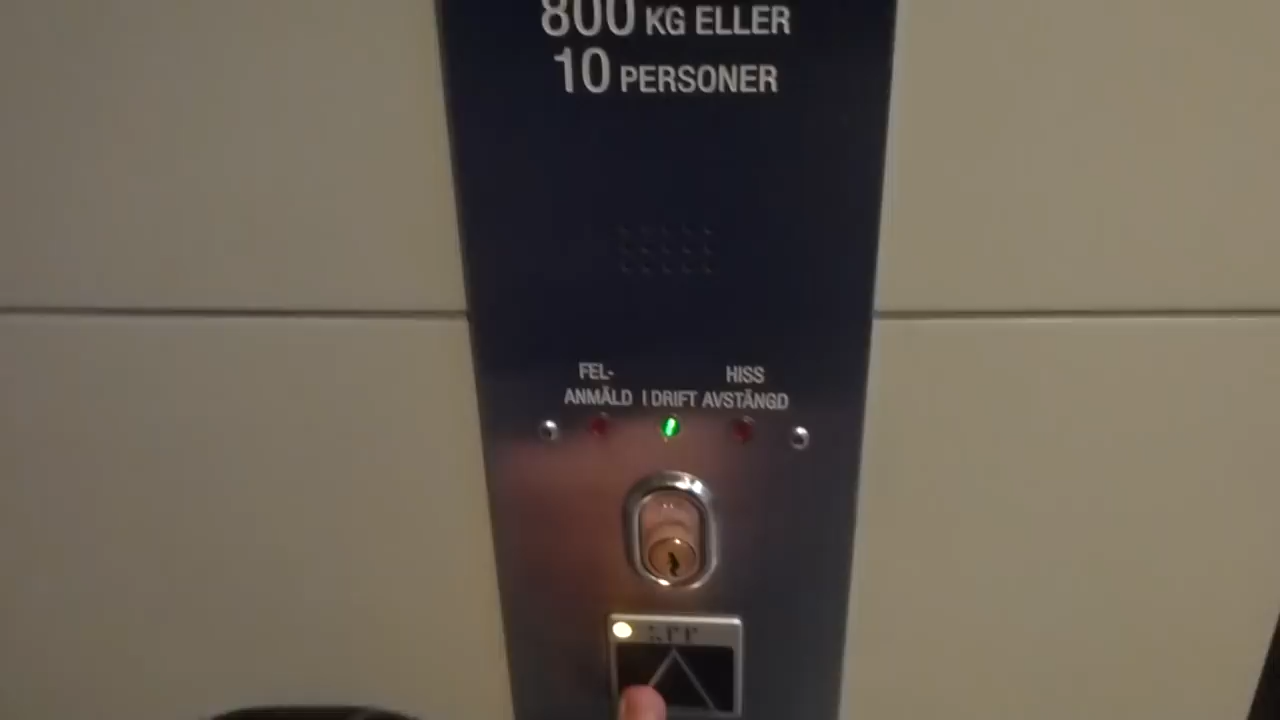 800 KG ELLER
10 PERSONER
FEL-
ANMÄLD
I DRIFT
HISS
AVSTÄNGD